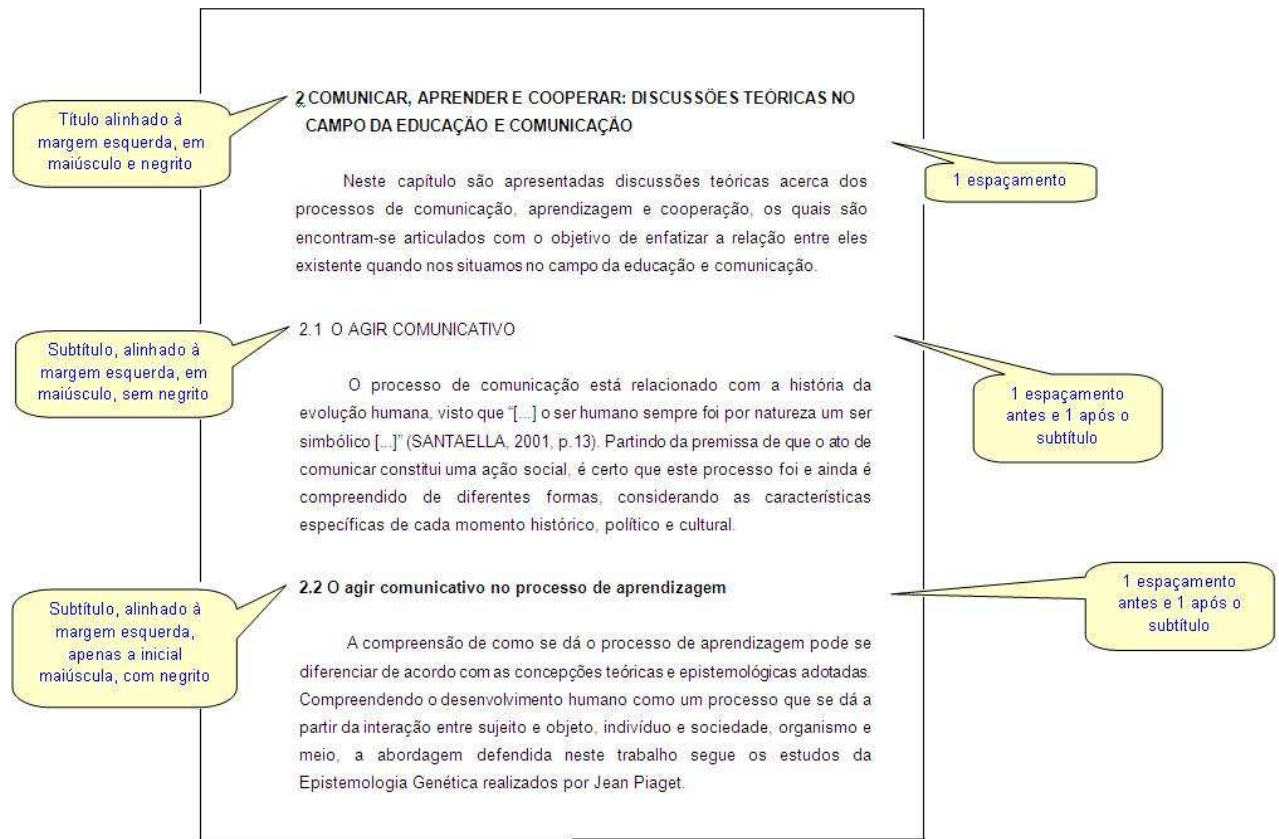 2 COMUNICAR, APRENDER E COOPERAR: DISCUSSÕES TEÓRICAS NO
CAMPO DA EDUCAÇÃO E COMUNICAÇÃO
Título alinhado à
margem esquerda, em
maiúsculo e negrito
1 espaçamento
Neste capítulo são apresentadas discussões teóricas acerca dos
processos de comunicação, aprendizagem e cooperação, os quais são
encontram-se articulados com o objetivo de enfatizar a relação entre eles
existente quando nos situamos no campo da educação e comunicação.
2.1 O AGIR COMUNICATIVO
Subtítulo, alinhado à
margem esquerda, em
maiúsculo, sem negrito
1 espaçamento
antes e 1 após o
subtítulo
O processo de comunicação está relacionado com a história da
evolução humana, visto que “[...] o ser humano sempre foi por natureza um ser
simbólico [...]” (SANTAELLA, 2001, p.13). Partindo da premissa de que o ato de
comunicar constitui uma ação social, é certo que este processo foi e ainda é
compreendido de diferentes formas, considerando as características
específicas de cada momento histórico, político e cultural.
2.2 O agir comunicativo no processo de aprendizagem
Subtítulo, alinhado à
margem esquerda,
apenas a inicial
maiúscula, com negrito
1 espaçamento
antes e 1 após o
subtítulo
A compreensão de como se dá o processo de aprendizagem pode se
diferenciar de acordo com as concepções teóricas e epistemológicas adotadas.
Compreendendo o desenvolvimento humano como um processo que se dá a
partir da interação entre sujeito e objeto, indivíduo e sociedade, organismo e
meio, a abordagem defendida neste trabalho segue os estudos da
Epistemologia Genética realizados por Jean Piaget.